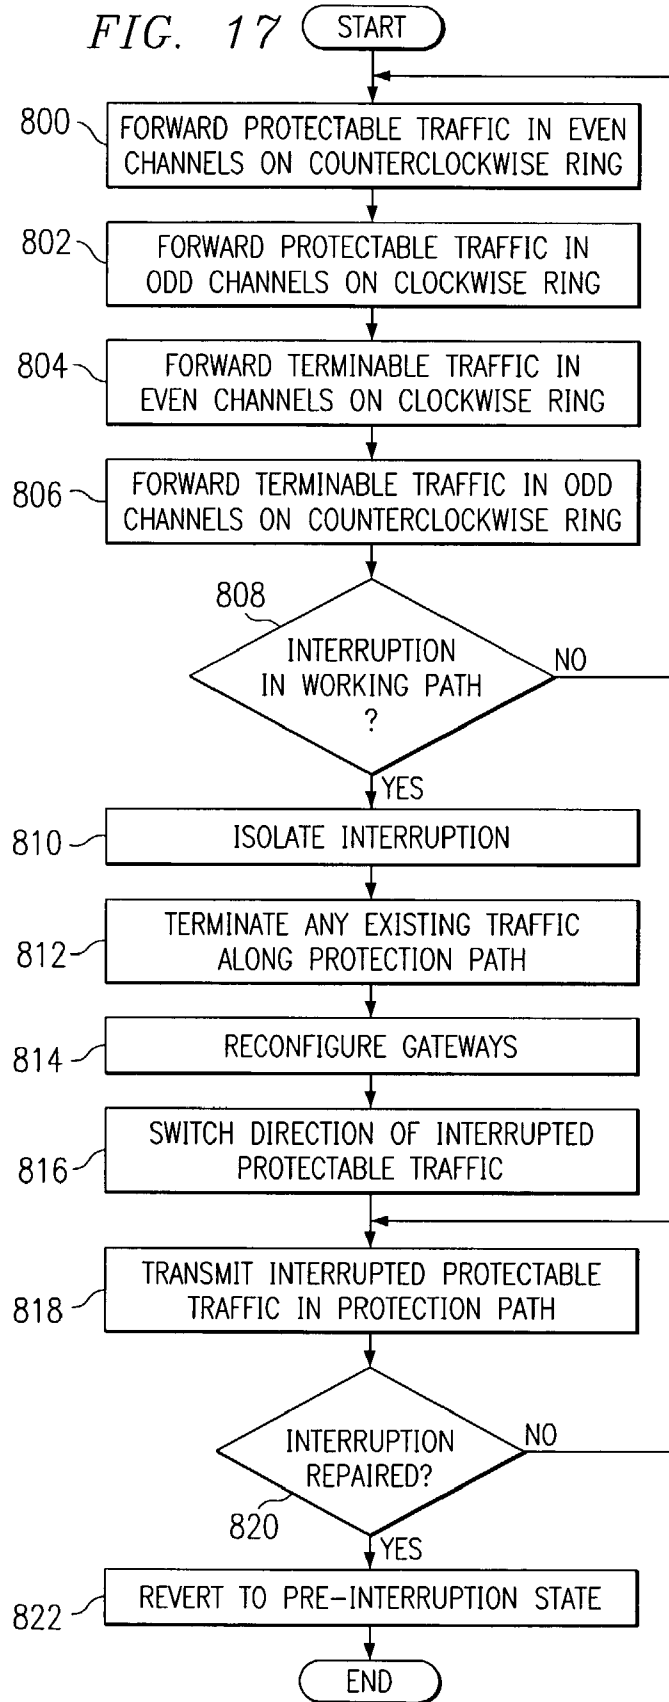 FIG. 17
START
800
FORWARD PROTECTABLE TRAFFIC IN EVEN
CHANNELS ON COUNTERCLOCKWISE RING
802
FORWARD PROTECTABLE TRAFFIC IN
ODD CHANNELS ON CLOCKWISE RING
804
FORWARD TERMINABLE TRAFFIC IN
EVEN CHANNELS ON CLOCKWISE RING
806
FORWARD TERMINABLE TRAFFIC IN ODD
CHANNELS ON COUNTERCLOCKWISE RING
808
INTERRUPTION
IN WORKING PATH
?
NO
YES
810
ISOLATE INTERRUPTION
812
TERMINATE ANY EXISTING TRAFFIC
ALONG PROTECTION PATH
814
RECONFIGURE GATEWAYS
816
SWITCH DIRECTION OF INTERRUPTED
PROTECTABLE TRAFFIC
818
TRANSMIT INTERRUPTED PROTECTABLE
TRAFFIC IN PROTECTION PATH
820
INTERRUPTION
REPAIRED?
NO
YES
822
REVERT TO PRE-INTERRUPTION STATE
END